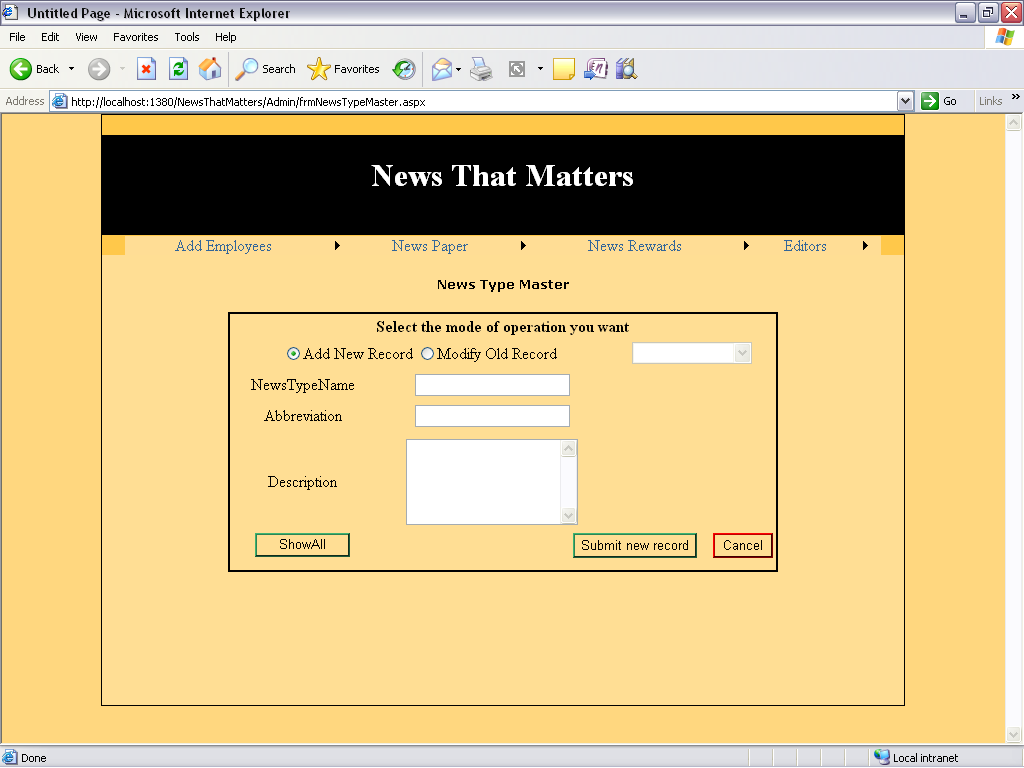 Untitled Page - Microsoft Internet Explorer
File Edit View Favorites Tools Help
Back Search Favorites
Address http://localhost:1380/NewsThatMatters/Admin/frmNewsTypeMaster.aspx Go Links »
News That Matters
Add Employees News Paper News Rewards Editors
News Type Master
Select the mode of operation you want
Add New Record Modify Old Record
NewsTypeName
Abbreviation
Description
ShowAll Submit new record Cancel
Done Local intranet